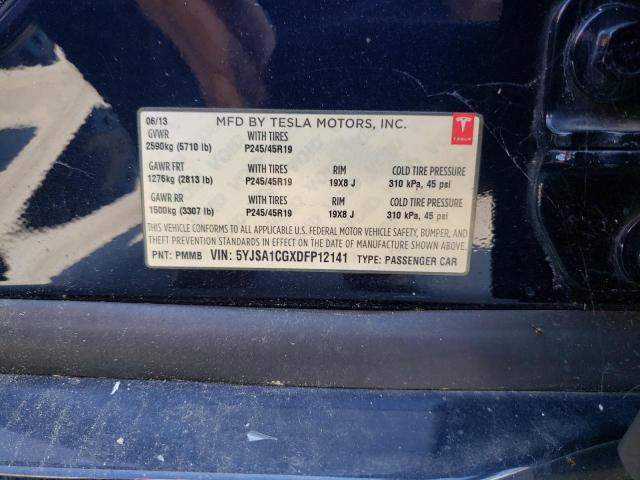 06/13 MFD BY TESLA MOTORS, INC.
GVWR WITH TIRES
2590kg (5710 lb) P245/45R19
TESLA
GAWR FRT WITH TIRES RIM COLD TIRE PRESSURE
1276kg (2813 lb) P245/45R19 19X8 J 310 kPa, 45 psi
GAWR RR WITH TIRES RIM COLD TIRE PRESSURE
1500kg (3307 lb) P245/45R19 19X8 J 310 kPa, 45 psi
THIS VEHICLE CONFORMS TO ALL APPLICABLE U.S. FEDERAL MOTOR VEHICLE SAFETY, BUMPER, AND
THEFT PREVENTION STANDARDS IN EFFECT ON THE DATE OF MANUFACTURE SHOWN ABOVE.
PNT: PMMB VIN: 5YJSA1CGXDFP12141 TYPE: PASSENGER CAR